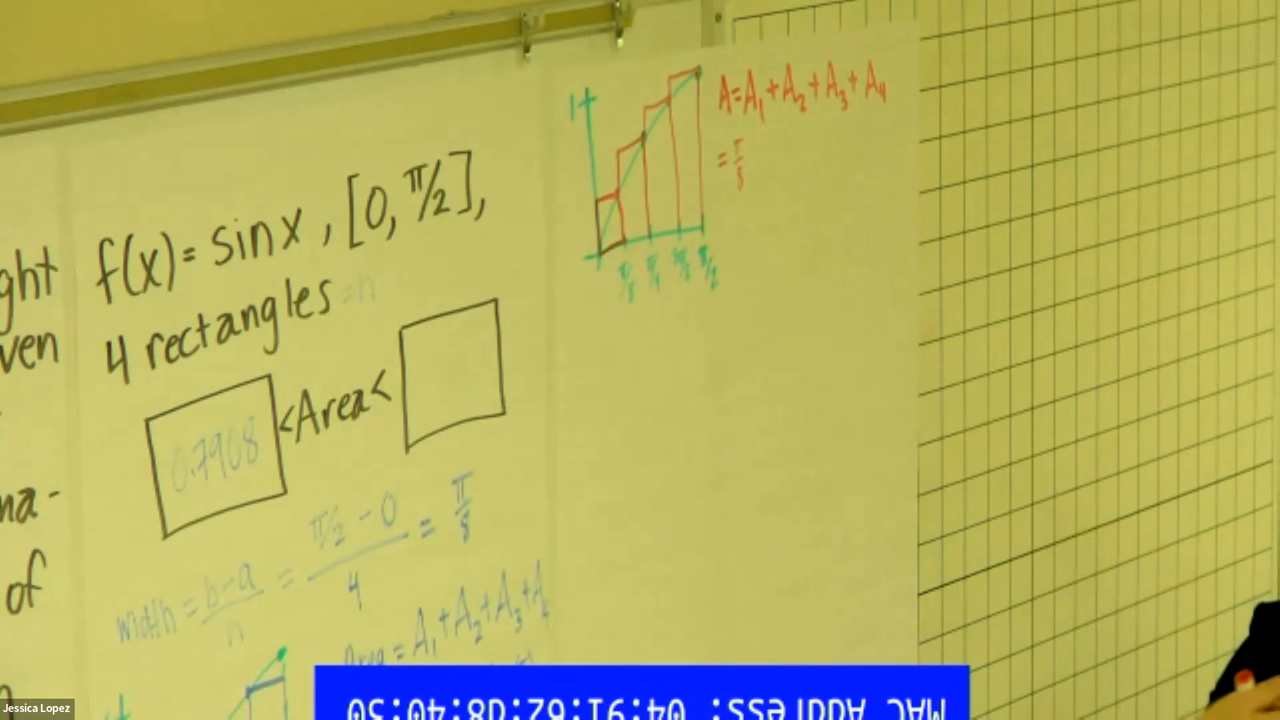 ght
ven
ma-
of
f(x) = sin x , [0, π/2],
4 rectangles = n
0.7908 < Area <
width = b-a/n = π/2 - 0/4 = π/8
Area = A₁ + A₂ + A₃ + A₄
1
π/8 π/4 3π/8 π/2
A = A₁ + A₂ + A₃ + A₄
= π/8
MAC Address: 04:91:62:d8:40:30
Jessica Lopez